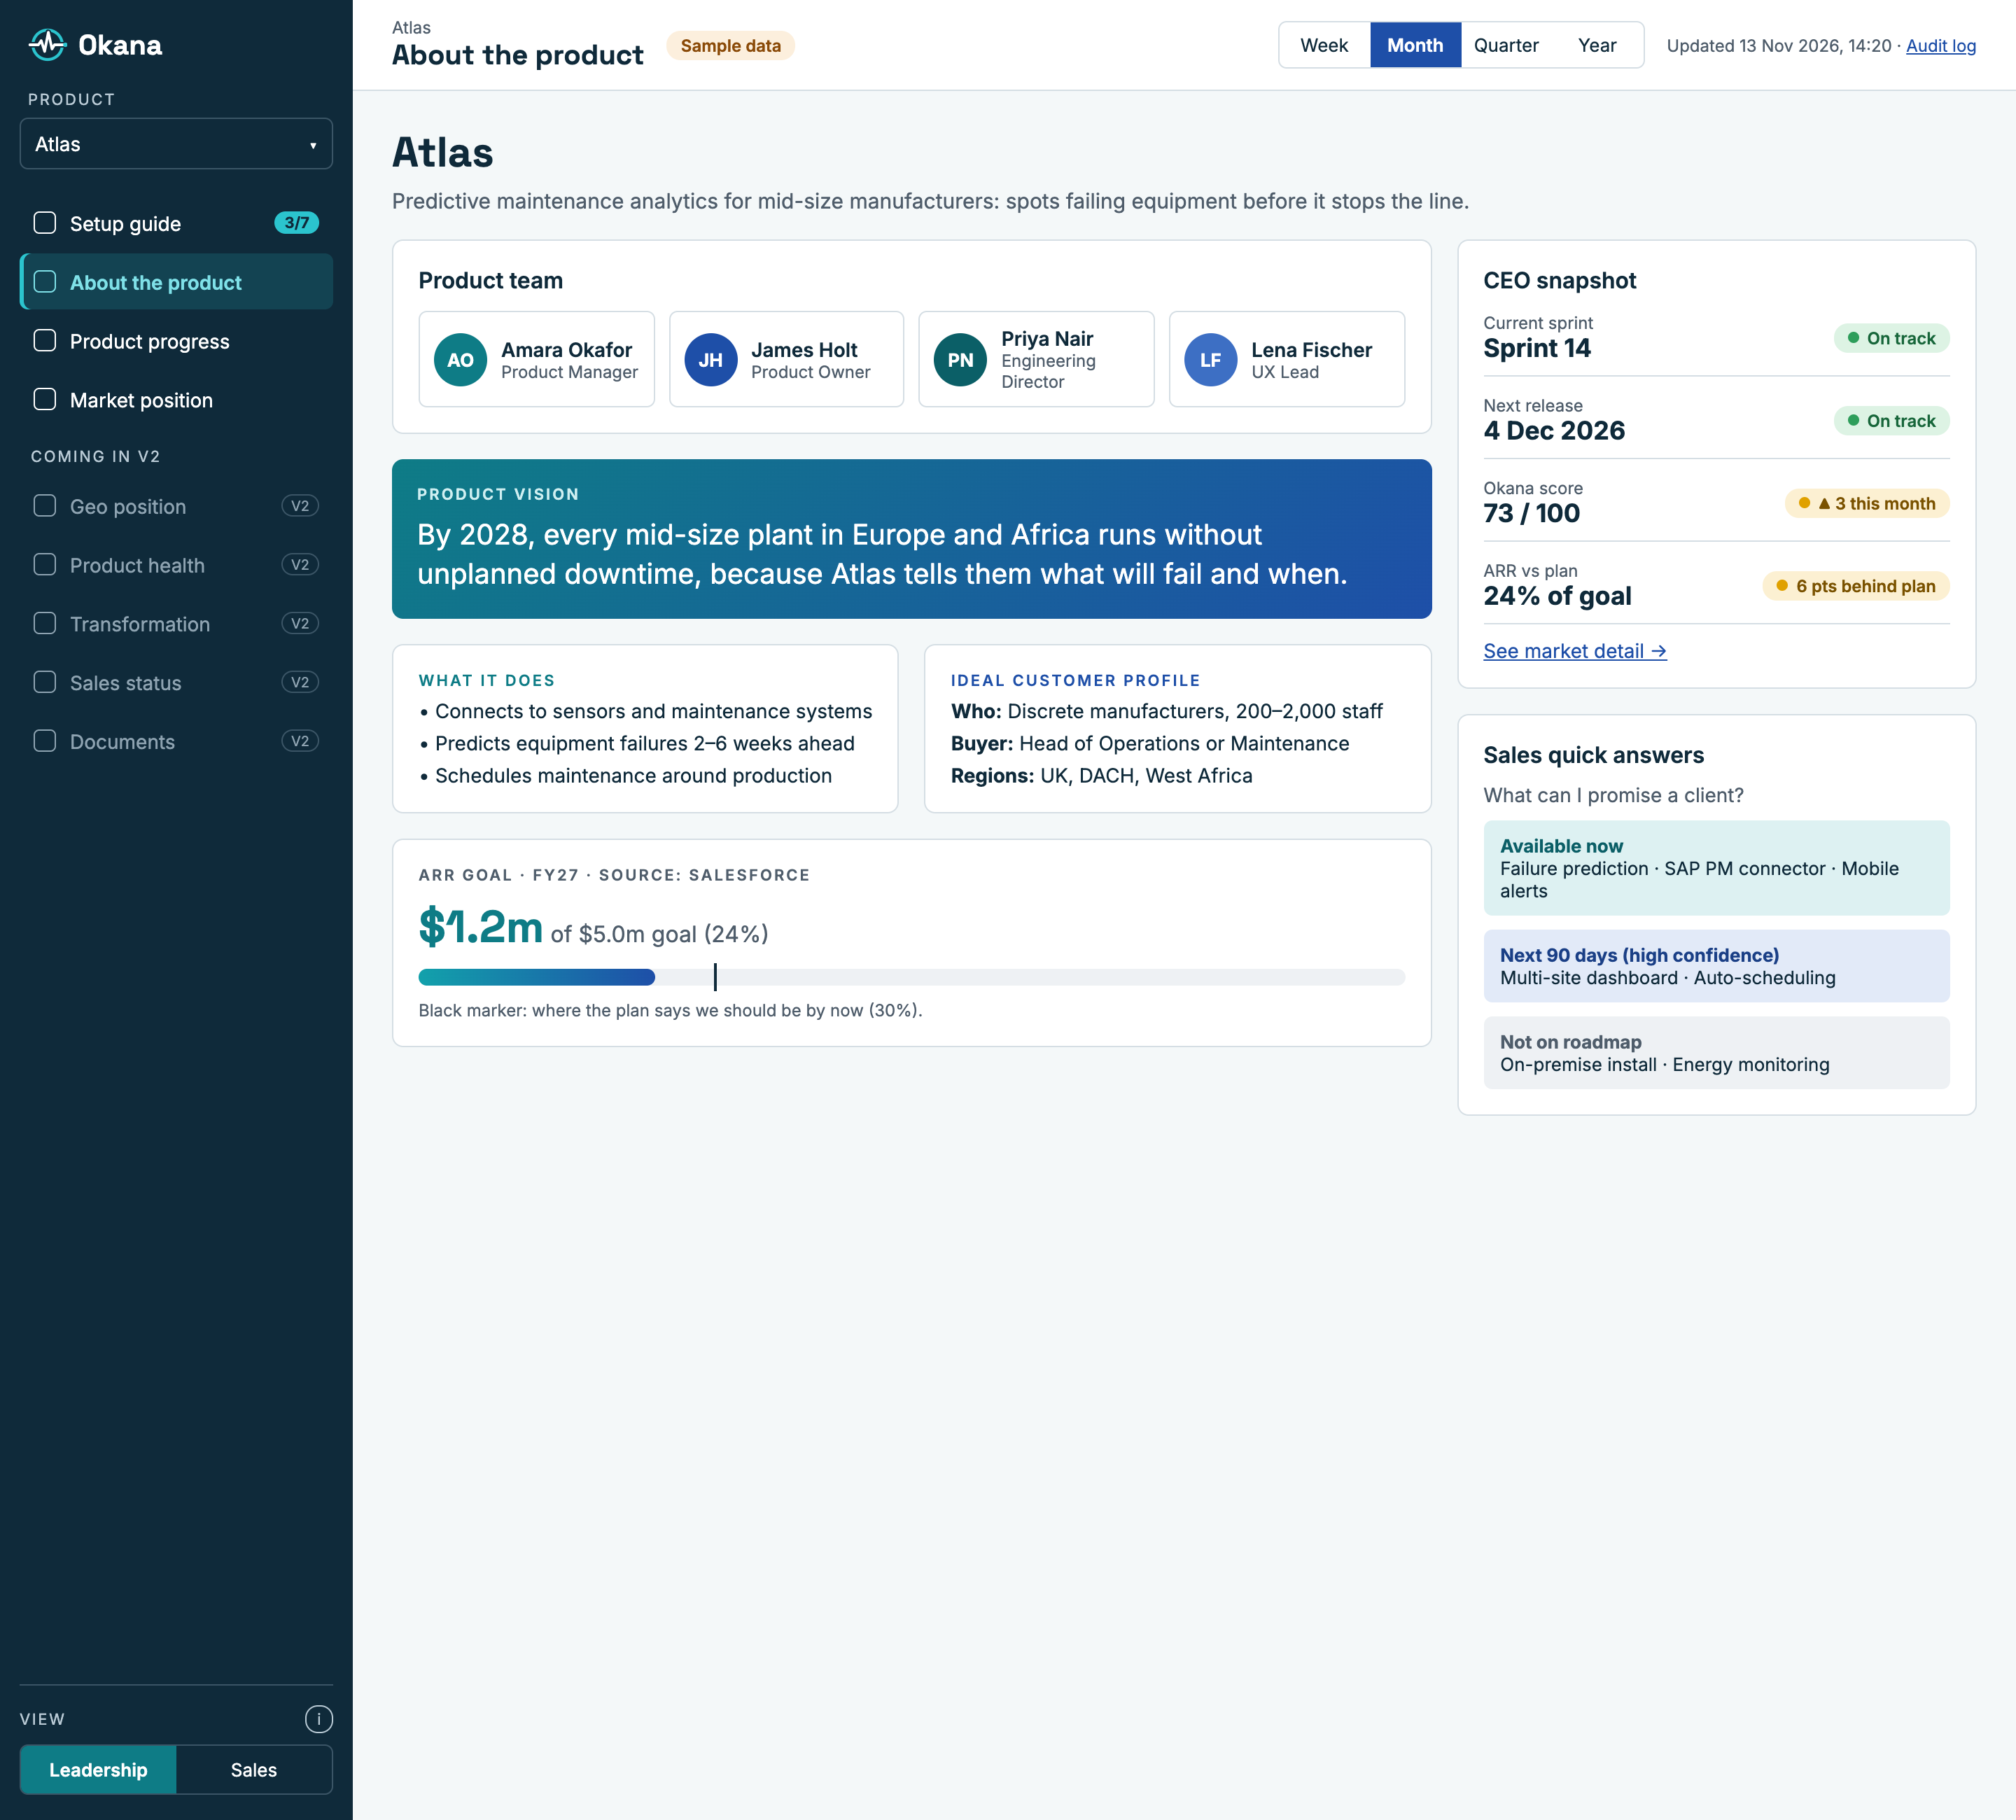 Okana
PRODUCT
Atlas
Setup guide 3/7
About the product
Product progress
Market position
COMING IN V2
Geo position V2
Product health V2
Transformation V2
Sales status V2
Documents V2
VIEW i
Leadership Sales
Atlas
About the product
Sample data
Week Month Quarter Year
Updated 13 Nov 2026, 14:20 · Audit log
Atlas
Predictive maintenance analytics for mid-size manufacturers: spots failing equipment before it stops the line.
Product team
AO
Amara Okafor
Product Manager
JH
James Holt
Product Owner
PN
Priya Nair
Engineering
Director
LF
Lena Fischer
UX Lead
PRODUCT VISION
By 2028, every mid-size plant in Europe and Africa runs without
unplanned downtime, because Atlas tells them what will fail and when.
WHAT IT DOES
• Connects to sensors and maintenance systems
• Predicts equipment failures 2–6 weeks ahead
• Schedules maintenance around production
IDEAL CUSTOMER PROFILE
Who: Discrete manufacturers, 200–2,000 staff
Buyer: Head of Operations or Maintenance
Regions: UK, DACH, West Africa
ARR GOAL · FY27 · SOURCE: SALESFORCE
$1.2m of $5.0m goal (24%)
Black marker: where the plan says we should be by now (30%).
CEO snapshot
Current sprint
Sprint 14
On track
Next release
4 Dec 2026
On track
Okana score
73 / 100
▲ 3 this month
ARR vs plan
24% of goal
6 pts behind plan
See market detail →
Sales quick answers
What can I promise a client?
Available now
Failure prediction · SAP PM connector · Mobile
alerts
Next 90 days (high confidence)
Multi-site dashboard · Auto-scheduling
Not on roadmap
On-premise install · Energy monitoring